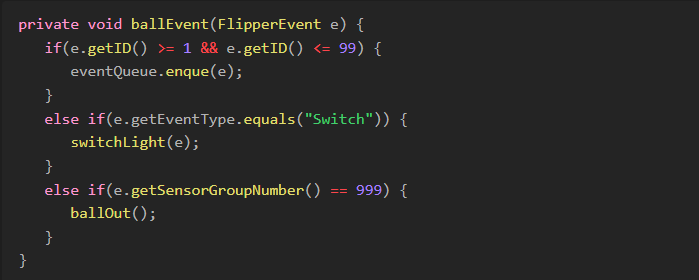 private void ballEvent(FlipperEvent e) {
if(e.getID() >= 1 && e.getID() <= 99) {
eventQueue.enque(e);
}
else if(e.getEventType.equals("Switch")) {
switchLight(e);
}
else if(e.getSensorGroupNumber() == 999) {
ballOut();
}
}